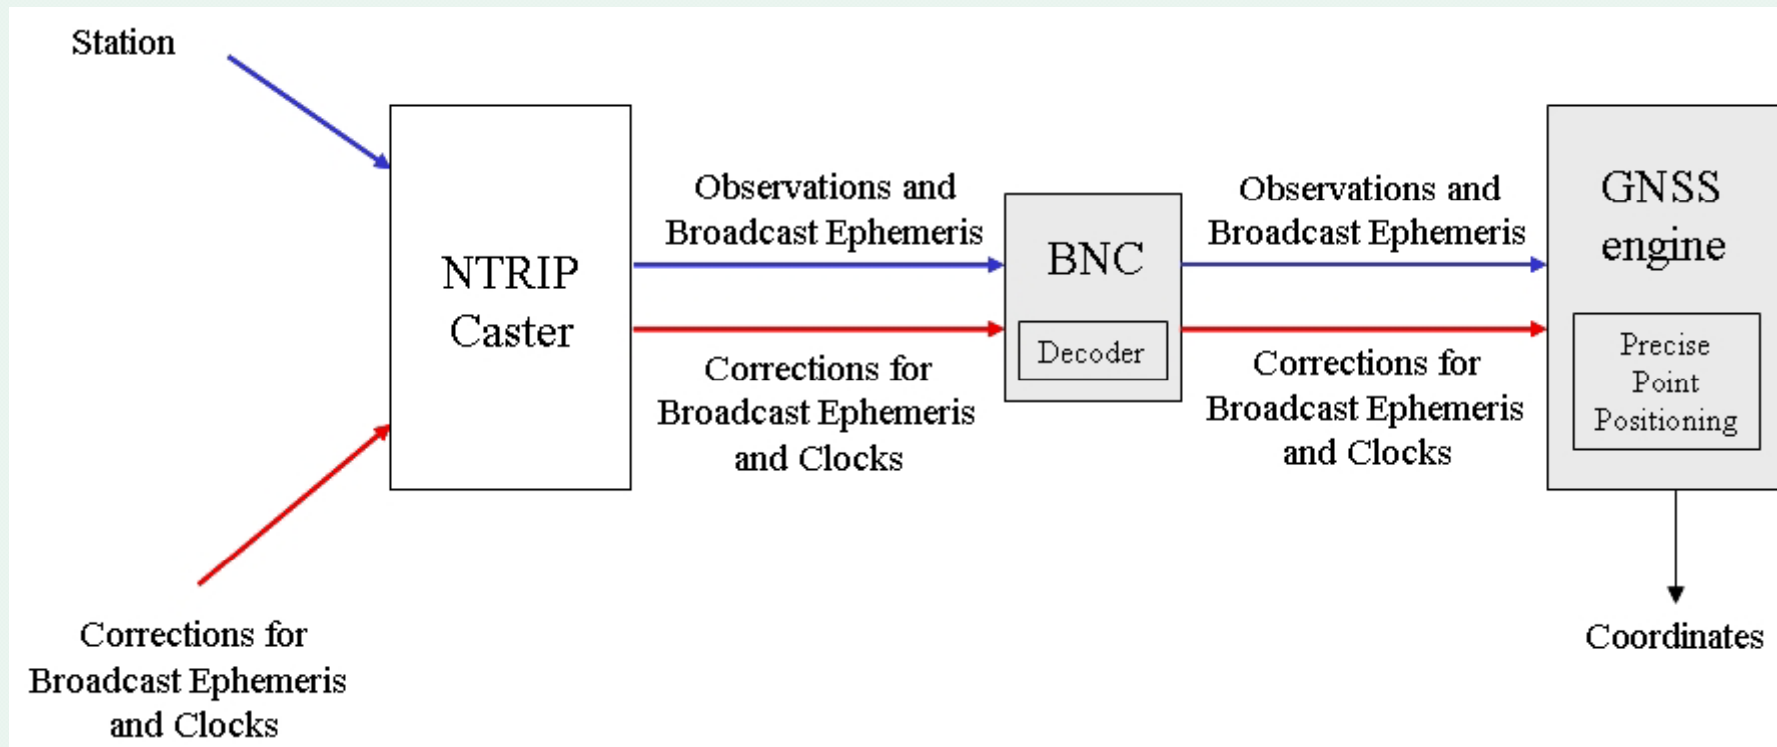 Station
NTRIP
Caster
Observations and
Broadcast Ephemeris
Corrections for
Broadcast Ephemeris
and Clocks
BNC
Decoder
Observations and
Broadcast Ephemeris
Corrections for
Broadcast Ephemeris
and Clocks
GNSS
engine
Precise
Point
Positioning
Coordinates
Corrections for
Broadcast Ephemeris
and Clocks